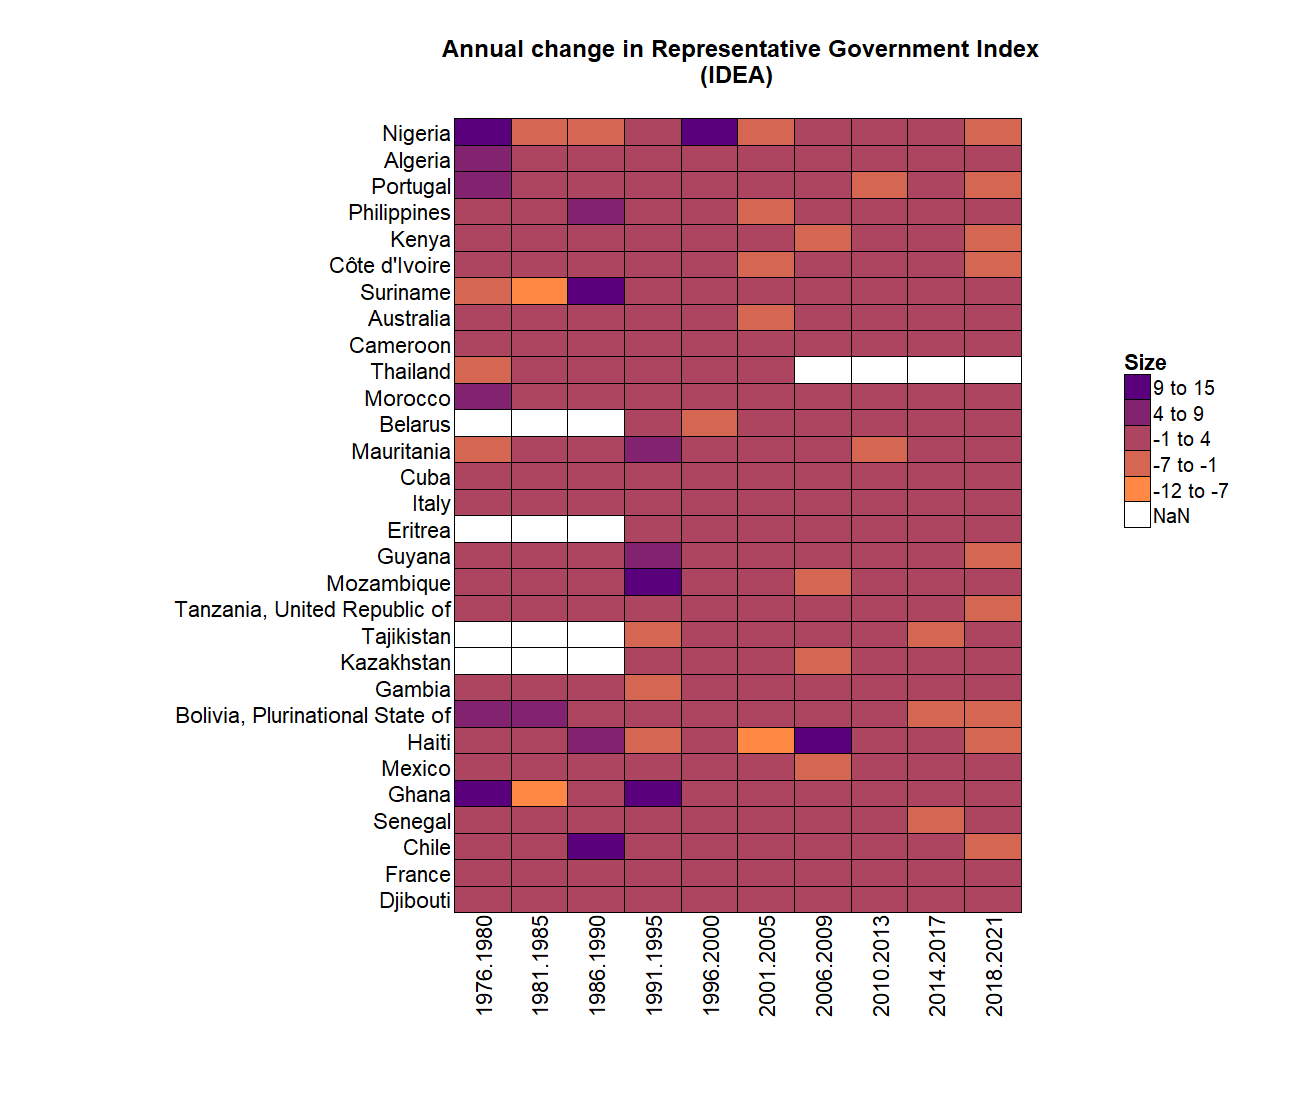 Annual change in Representative Government Index
(IDEA)
Nigeria
Algeria
Portugal
Philippines
Kenya
Côte d'Ivoire
Suriname
Australia
Cameroon
Thailand
Morocco
Belarus
Mauritania
Cuba
Italy
Eritrea
Guyana
Mozambique
Tanzania, United Republic of
Tajikistan
Kazakhstan
Gambia
Bolivia, Plurinational State of
Haiti
Mexico
Ghana
Senegal
Chile
France
Djibouti
1976.1980
1981.1985
1986.1990
1991.1995
1996.2000
2001.2005
2006.2009
2010.2013
2014.2017
2018.2021
Size
9 to 15
4 to 9
-1 to 4
-7 to -1
-12 to -7
NaN